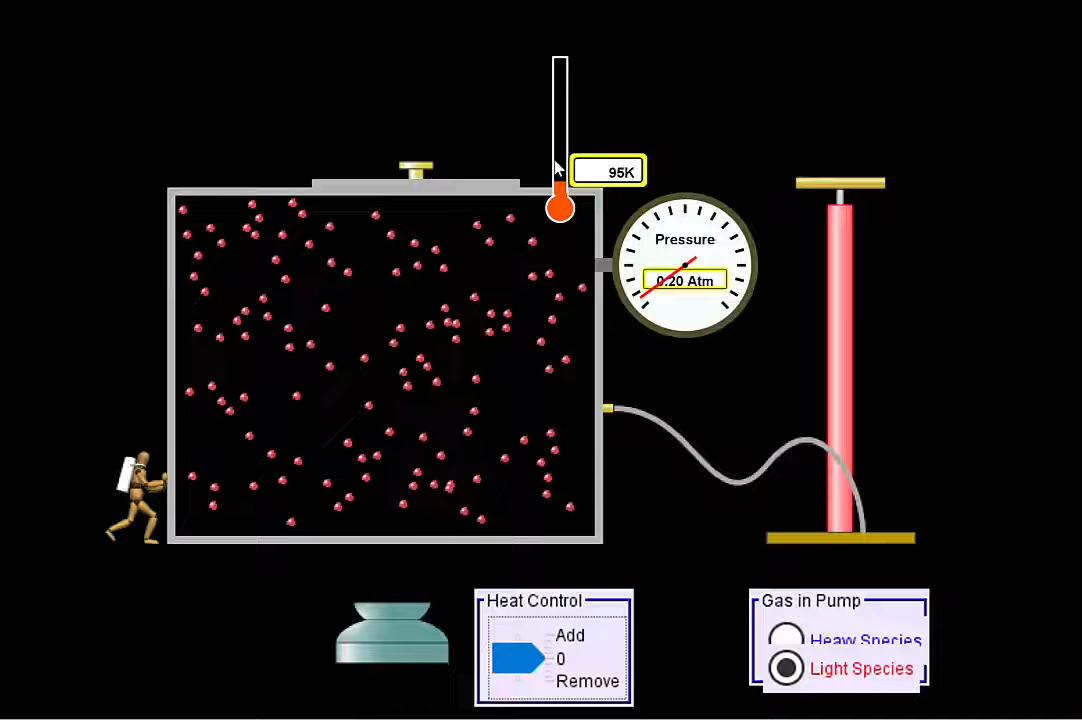 95K
Pressure
0.20 Atm
Heat Control
Add
0
Remove
Gas in Pump
Heavy Species
Light Species